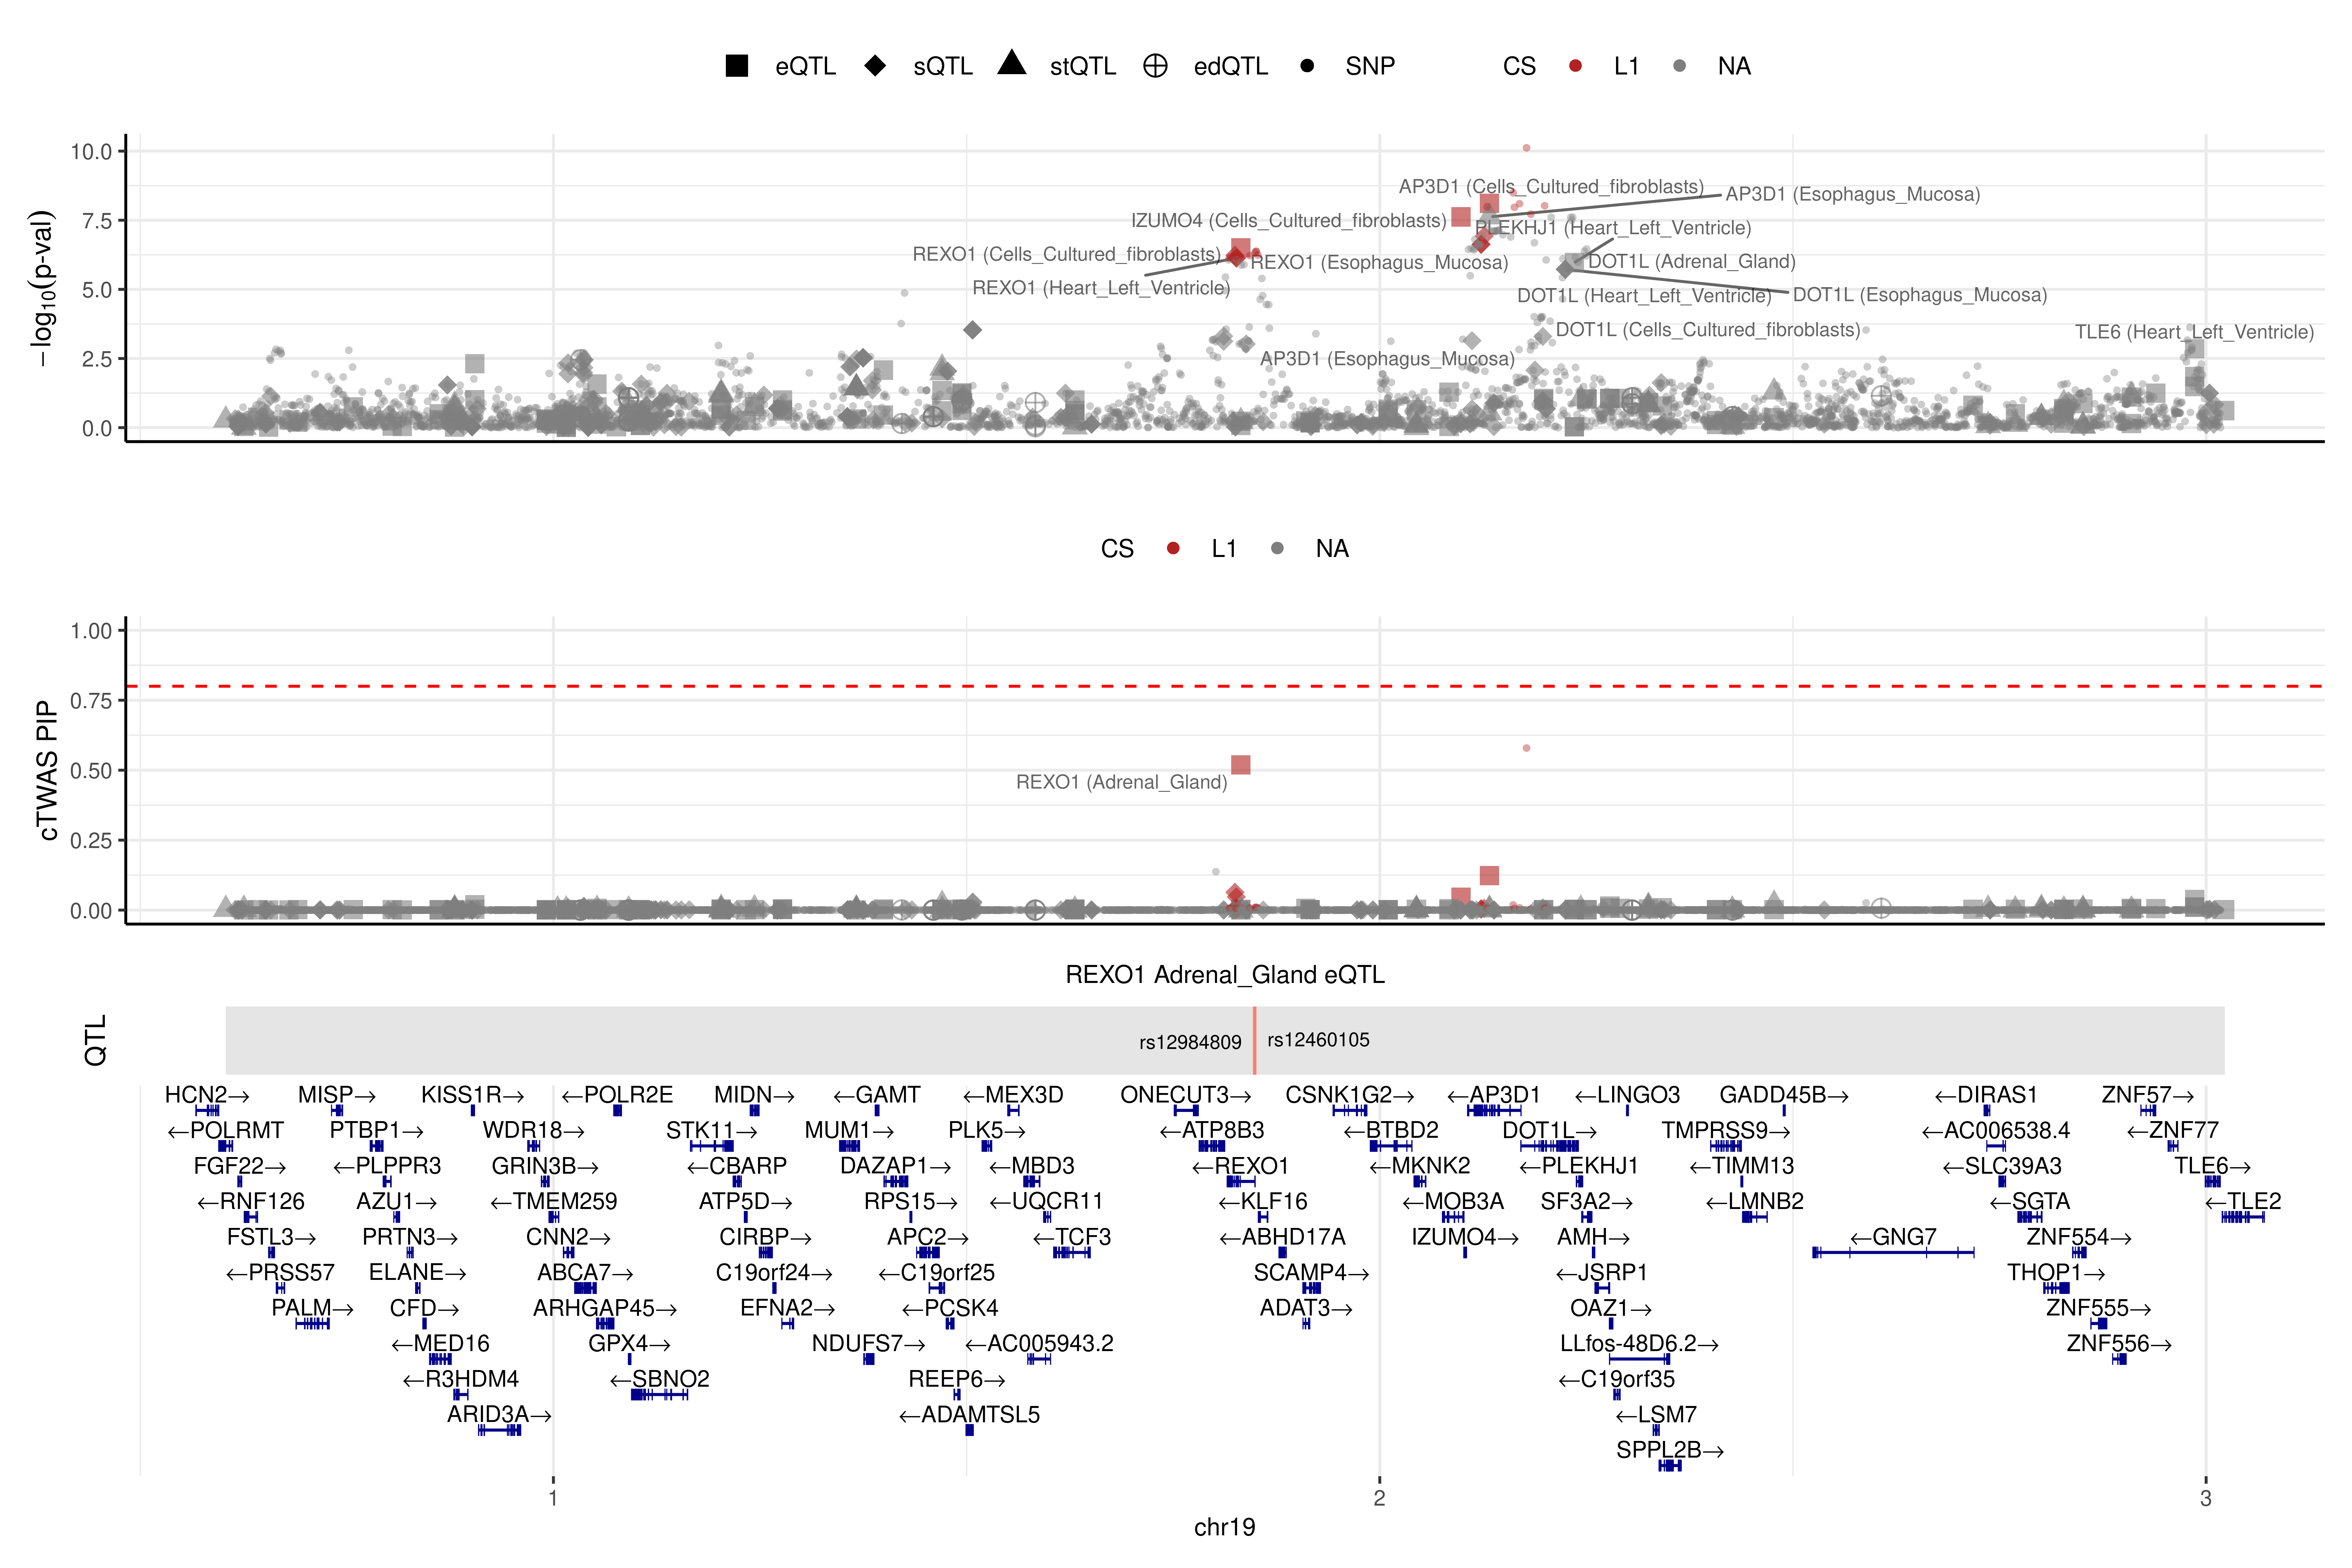 eQTL sQTL stQTL edQTL SNP CS L1 NA
−log10(p-val)
10.0
7.5
5.0
2.5
0.0
AP3D1 (Cells_Cultured_fibroblasts)
AP3D1 (Esophagus_Mucosa)
IZUMO4 (Cells_Cultured_fibroblasts)
PLEKHJ1 (Heart_Left_Ventricle)
REXO1 (Cells_Cultured_fibroblasts)
REXO1 (Esophagus_Mucosa)
DOT1L (Adrenal_Gland)
REXO1 (Heart_Left_Ventricle)
DOT1L (Heart_Left_Ventricle)
DOT1L (Esophagus_Mucosa)
DOT1L (Cells_Cultured_fibroblasts)
TLE6 (Heart_Left_Ventricle)
AP3D1 (Esophagus_Mucosa)
CS L1 NA
cTWAS PIP
1.00
0.75
0.50
0.25
0.00
REXO1 (Adrenal_Gland)
REXO1 Adrenal_Gland eQTL
QTL
rs12984809 rs12460105
HCN2→ MISP→ KISS1R→ ←POLR2E MIDN→ ←GAMT ←MEX3D ONECUT3→ CSNK1G2→ ←AP3D1 ←LINGO3 GADD45B→ ←DIRAS1 ZNF57→
←POLRMT PTBP1→ WDR18→ STK11→ MUM1→ PLK5→ ←ATP8B3 ←BTBD2 DOT1L→ TMPRSS9→ ←AC006538.4 ←ZNF77
FGF22→ ←PLPPR3 GRIN3B→ ←CBARP DAZAP1→ ←MBD3 ←REXO1 ←MKNK2 ←PLEKHJ1 ←TIMM13 ←SLC39A3 TLE6→
←RNF126 AZU1→ ←TMEM259 ATP5D→ RPS15→ ←UQCR11 ←KLF16 ←MOB3A SF3A2→ ←LMNB2 ←SGTA ←TLE2
FSTL3→ PRTN3→ CNN2→ CIRBP→ APC2→ ←TCF3 ←ABHD17A IZUMO4→ AMH→ ←GNG7 ZNF554→
←PRSS57 ELANE→ ABCA7→ C19orf24→ ←C19orf25 SCAMP4→ ←JSRP1 THOP1→
PALM→ CFD→ ARHGAP45→ EFNA2→ ←PCSK4 ADAT3→ OAZ1→ ZNF555→
←MED16 GPX4→ NDUFS7→ ←AC005943.2 LLfos-48D6.2→ ZNF556→
←R3HDM4 ←SBNO2 REEP6→ ←C19orf35
ARID3A→ ←ADAMTSL5 ←LSM7
SPPL2B→
1 2 3
chr19